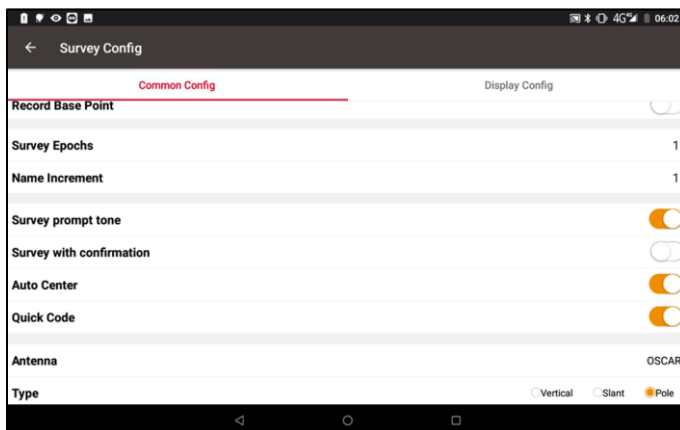 4G 06:02
Survey Config
Common Config Display Config
Record Base Point
Survey Epochs 1
Name Increment 1
Survey prompt tone
Survey with confirmation
Auto Center
Quick Code
Antenna OSCAR
Type Vertical Slant Pole